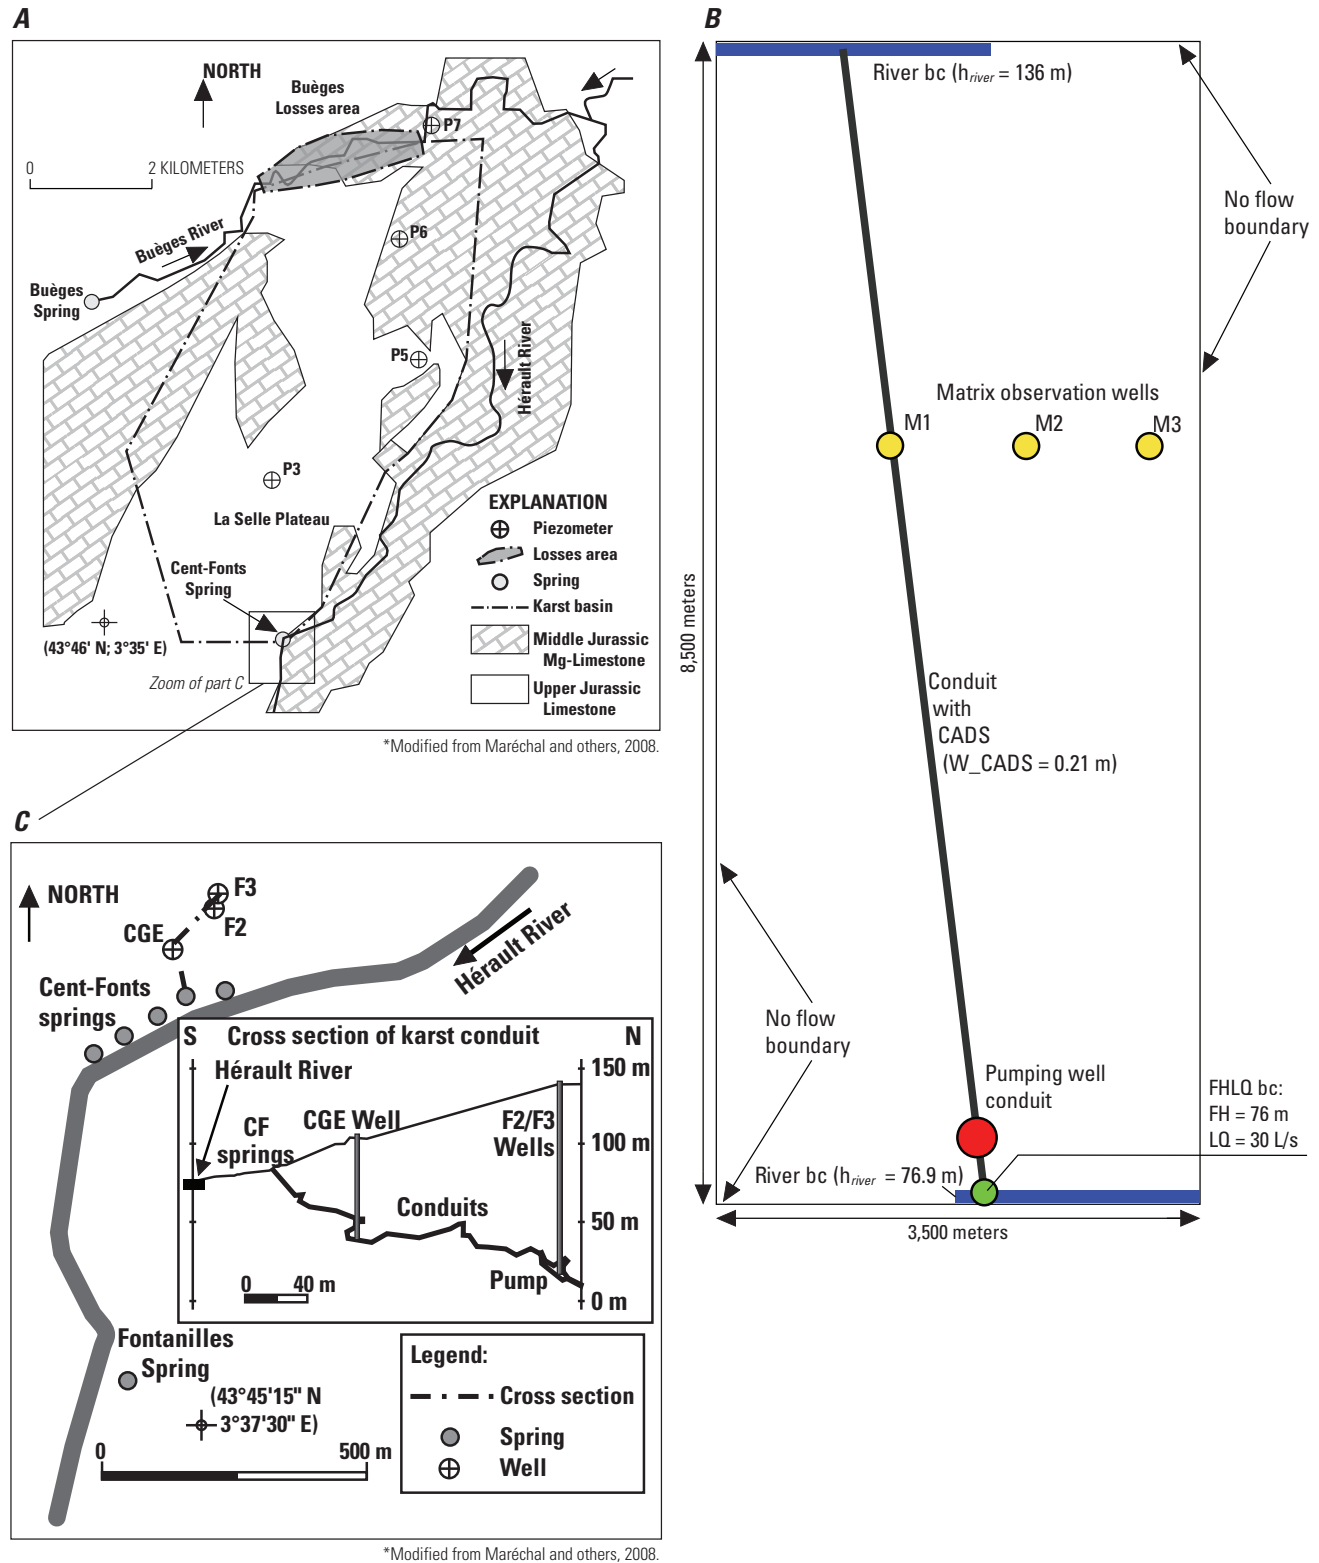 A
NORTH
Buèges
Losses area
P7
0
2 KILOMETERS
Buèges River
P6
Buèges
Spring
P5
Hérault River
P3
La Selle Plateau
Cent-Fonts
Spring
(43°46' N; 3°35' E)
Zoom of part C
EXPLANATION
Piezometer
Losses area
Spring
Karst basin
Middle Jurassic
Mg-Limestone
Upper Jurassic
Limestone
*Modified from Maréchal and others, 2008.
B
River bc (hriver = 136 m)
No flow
boundary
Matrix observation wells
M1
M2
M3
8,500 meters
Conduit
with
CADS
(W_CADS = 0.21 m)
No flow
boundary
Pumping well
conduit
FHLQ bc:
FH = 76 m
LQ = 30 L/s
River bc (hriver = 76.9 m)
3,500 meters
C
NORTH
F3
F2
CGE
Hérault River
Cent-Fonts
springs
S
Cross section of karst conduit
N
150 m
Hérault River
CGE Well
F2/F3
Wells
CF
springs
100 m
Conduits
50 m
Pump
0
40 m
0 m
Fontanilles
Spring
(43°45'15" N
3°37'30" E)
0
500 m
Legend:
Cross section
Spring
Well
*Modified from Maréchal and others, 2008.